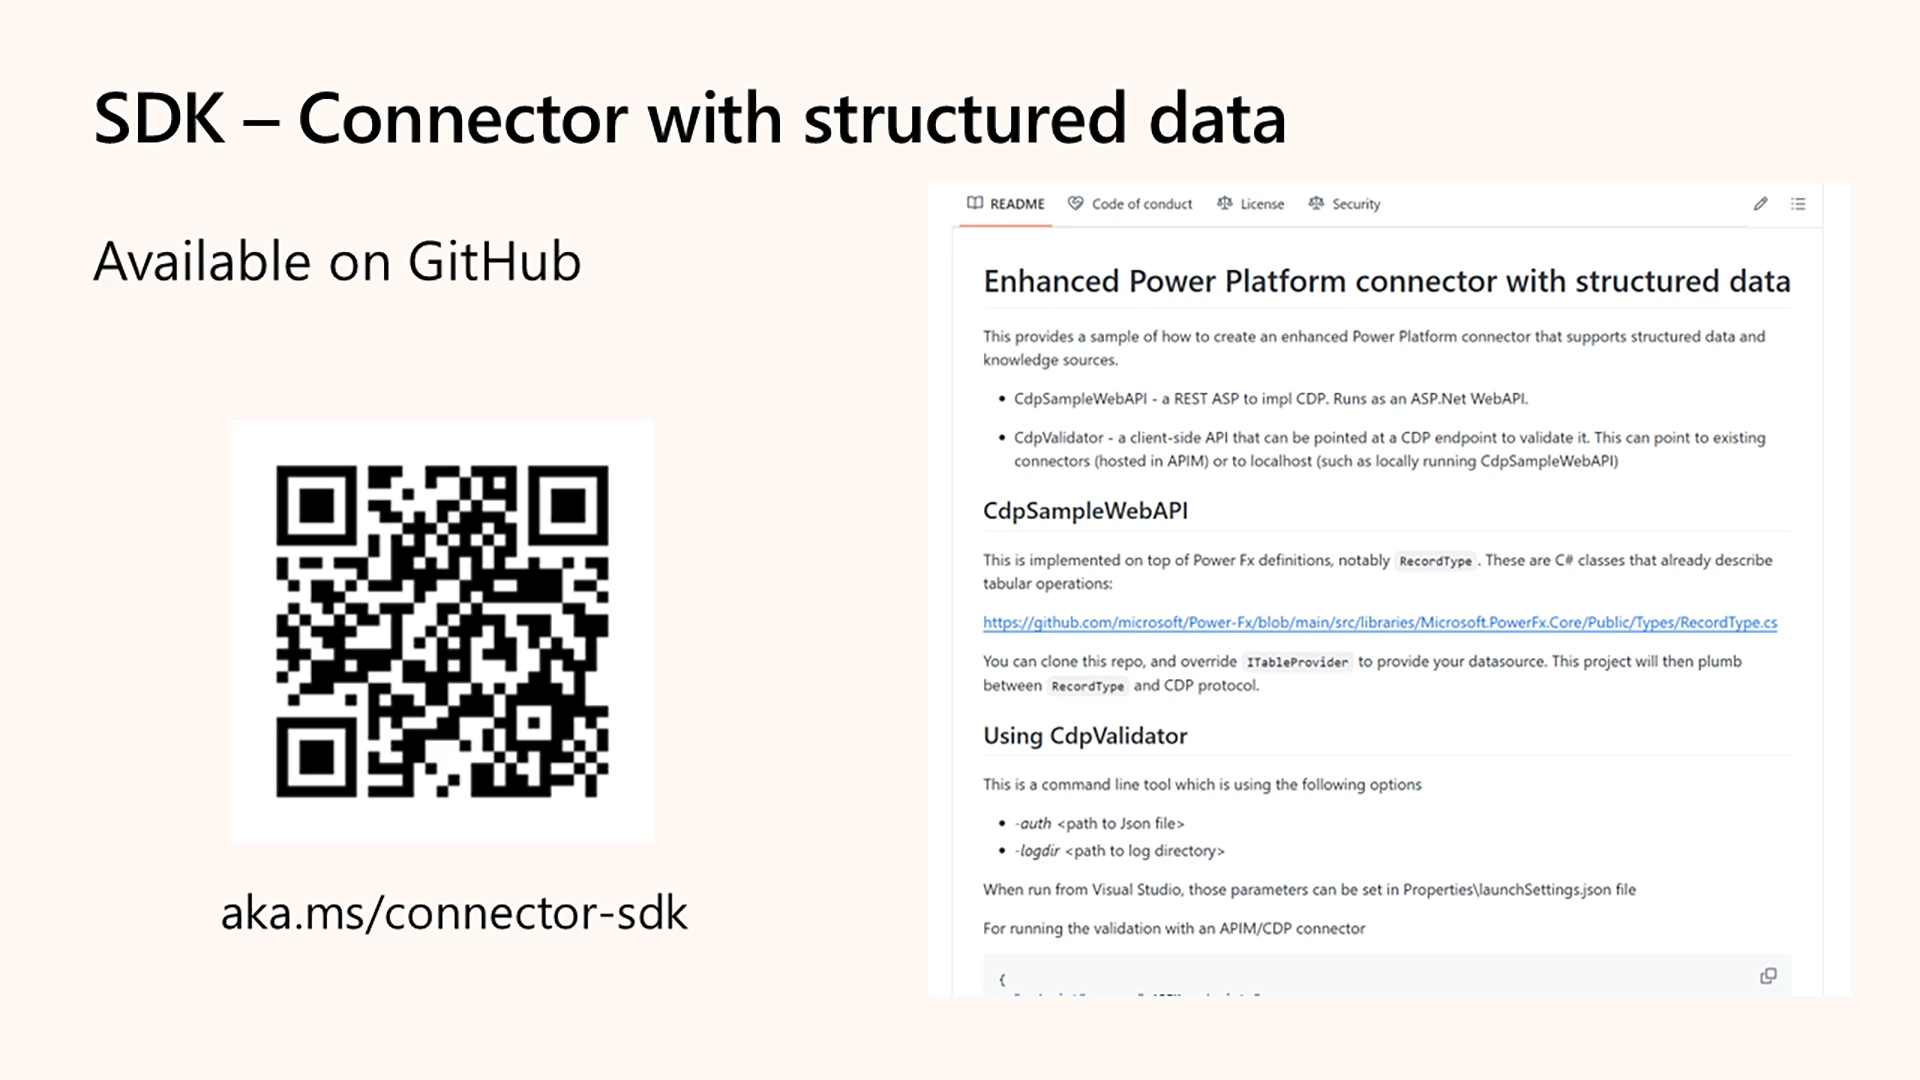 SDK – Connector with structured data
Available on GitHub
aka.ms/connector-sdk
README Code of conduct License Security
Enhanced Power Platform connector with structured data
This provides a sample of how to create an enhanced Power Platform connector that supports structured data and
knowledge sources.
• CdpSampleWebAPI - a REST ASP to impl CDP. Runs as an ASP.Net WebAPI.
• CdpValidator - a client-side API that can be pointed at a CDP endpoint to validate it. This can point to existing
connectors (hosted in APIM) or to localhost (such as locally running CdpSampleWebAPI)
CdpSampleWebAPI
This is implemented on top of Power Fx definitions, notably RecordType. These are C# classes that already describe
tabular operations:
https://github.com/microsoft/Power-Fx/blob/main/src/libraries/Microsoft.PowerFx.Core/Public/Types/RecordType.cs
You can clone this repo, and override ITableProvider to provide your datasource. This project will then plumb
between RecordType and CDP protocol.
Using CdpValidator
This is a command line tool which is using the following options
• -auth <path to Json file>
• -logdir <path to log directory>
When run from Visual Studio, those parameters can be set in Properties\launchSettings.json file
For running the validation with an APIM/CDP connector
{